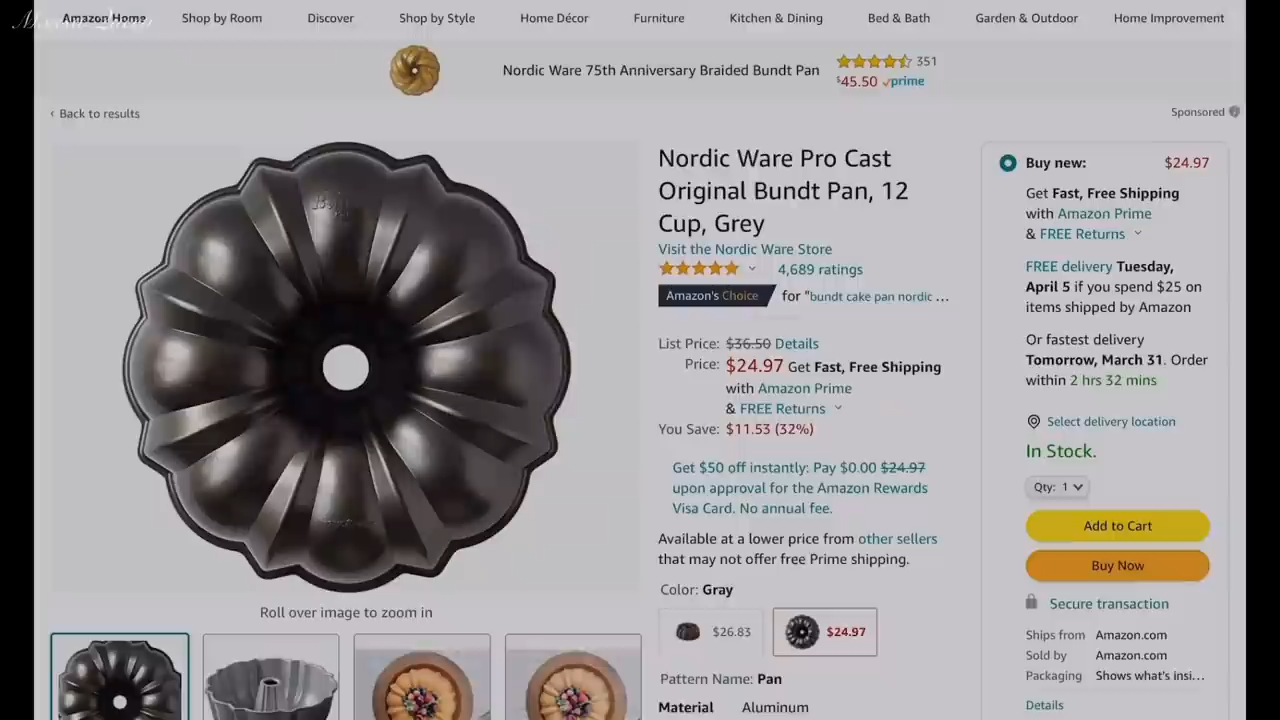 Amazon Home Shop by Room Discover Shop by Style Home Décor Furniture Kitchen & Dining Bed & Bath Garden & Outdoor Home Improvement
Nordic Ware 75th Anniversary Braided Bundt Pan
351
$45.50 prime
‹ Back to results
Sponsored
Nordic Ware Pro Cast
Original Bundt Pan, 12
Cup, Grey
Visit the Nordic Ware Store
4,689 ratings
Amazon's Choice for "bundt cake pan nordic ...
List Price: $36.50 Details
Price: $24.97 Get Fast, Free Shipping
with Amazon Prime
& FREE Returns
You Save: $11.53 (32%)
Get $50 off instantly: Pay $0.00 $24.97
upon approval for the Amazon Rewards
Visa Card. No annual fee.
Available at a lower price from other sellers
that may not offer free Prime shipping.
Color: Gray
$26.83
$24.97
Pattern Name: Pan
Material Aluminum
Roll over image to zoom in
Buy new: $24.97
Get Fast, Free Shipping
with Amazon Prime
& FREE Returns
FREE delivery Tuesday,
April 5 if you spend $25 on
items shipped by Amazon
Or fastest delivery
Tomorrow, March 31. Order
within 2 hrs 32 mins
Select delivery location
In Stock.
Qty: 1
Add to Cart
Buy Now
Secure transaction
Ships from Amazon.com
Sold by Amazon.com
Packaging Shows what's insi...
Details